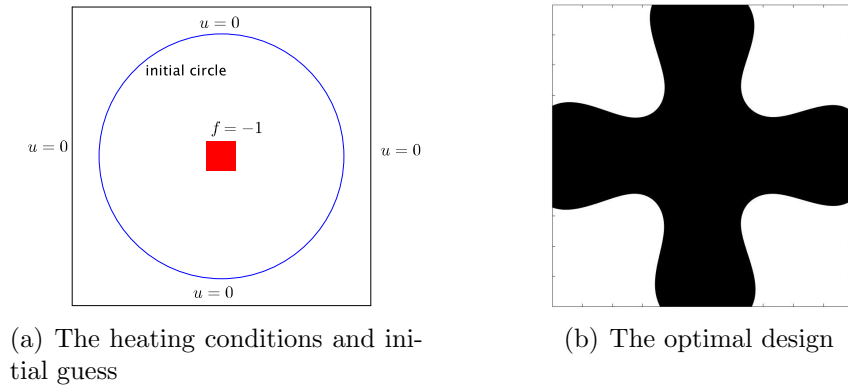 u = 0
initial circle
f = −1
u = 0
u = 0
u = 0
(a) The heating conditions and ini-
tial guess
(b) The optimal design